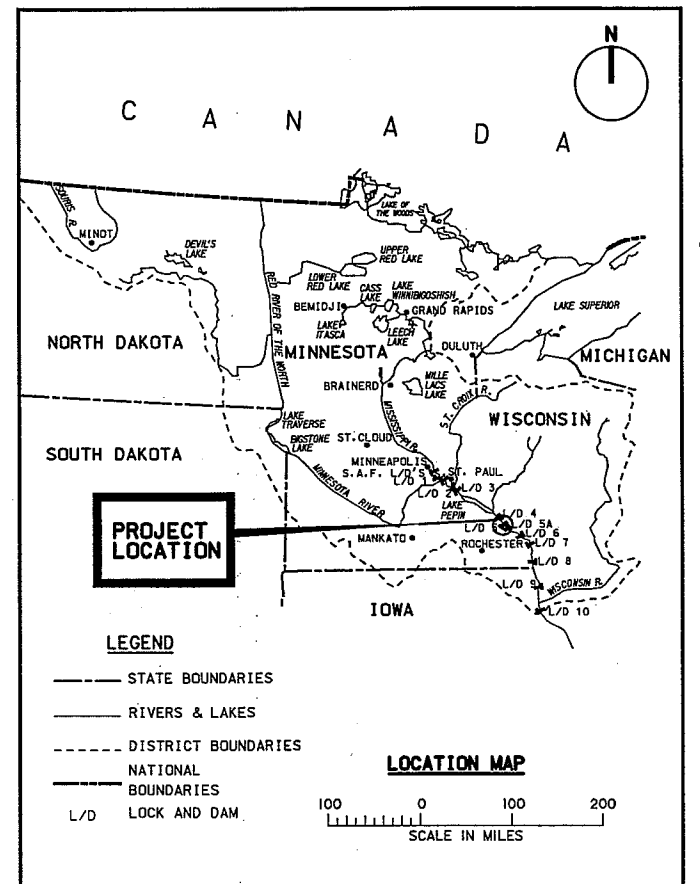 N
CANADA
SOURIS R.
MINOT
DEVIL'S
LAKE
LAKE OF
THE WOODS
RED RIVER OF THE NORTH
UPPER
RED LAKE
LOWER
RED LAKE
CASS
LAKE
LAKE
WINNIBIGOSHISH
BEMIDJI
GRAND RAPIDS
LAKE
ITASCA
LEECH
LAKE
LAKE SUPERIOR
NORTH DAKOTA
MINNESOTA
DULUTH
MICHIGAN
BRAINERD
MILLE
LACS
LAKE
ST. CROIX R.
WISCONSIN
MISSISSIPPI R.
LAKE
TRAVERSE
BIGSTONE
LAKE
ST. CLOUD
SOUTH DAKOTA
MINNEAPOLIS
S.A.F. L/D'S
ST. PAUL
L/D 2
L/D 3
MINNESOTA RIVER
LAKE
PEPIN
L/D 4
L/D 5
L/D 5A
L/D 6
PROJECT
LOCATION
MANKATO
ROCHESTER
L/D 7
L/D 8
L/D 9
WISCONSIN R.
IOWA
L/D 10
LEGEND
STATE BOUNDARIES
RIVERS & LAKES
DISTRICT BOUNDARIES
NATIONAL
BOUNDARIES
L/D LOCK AND DAM
LOCATION MAP
100 0 100 200
SCALE IN MILES